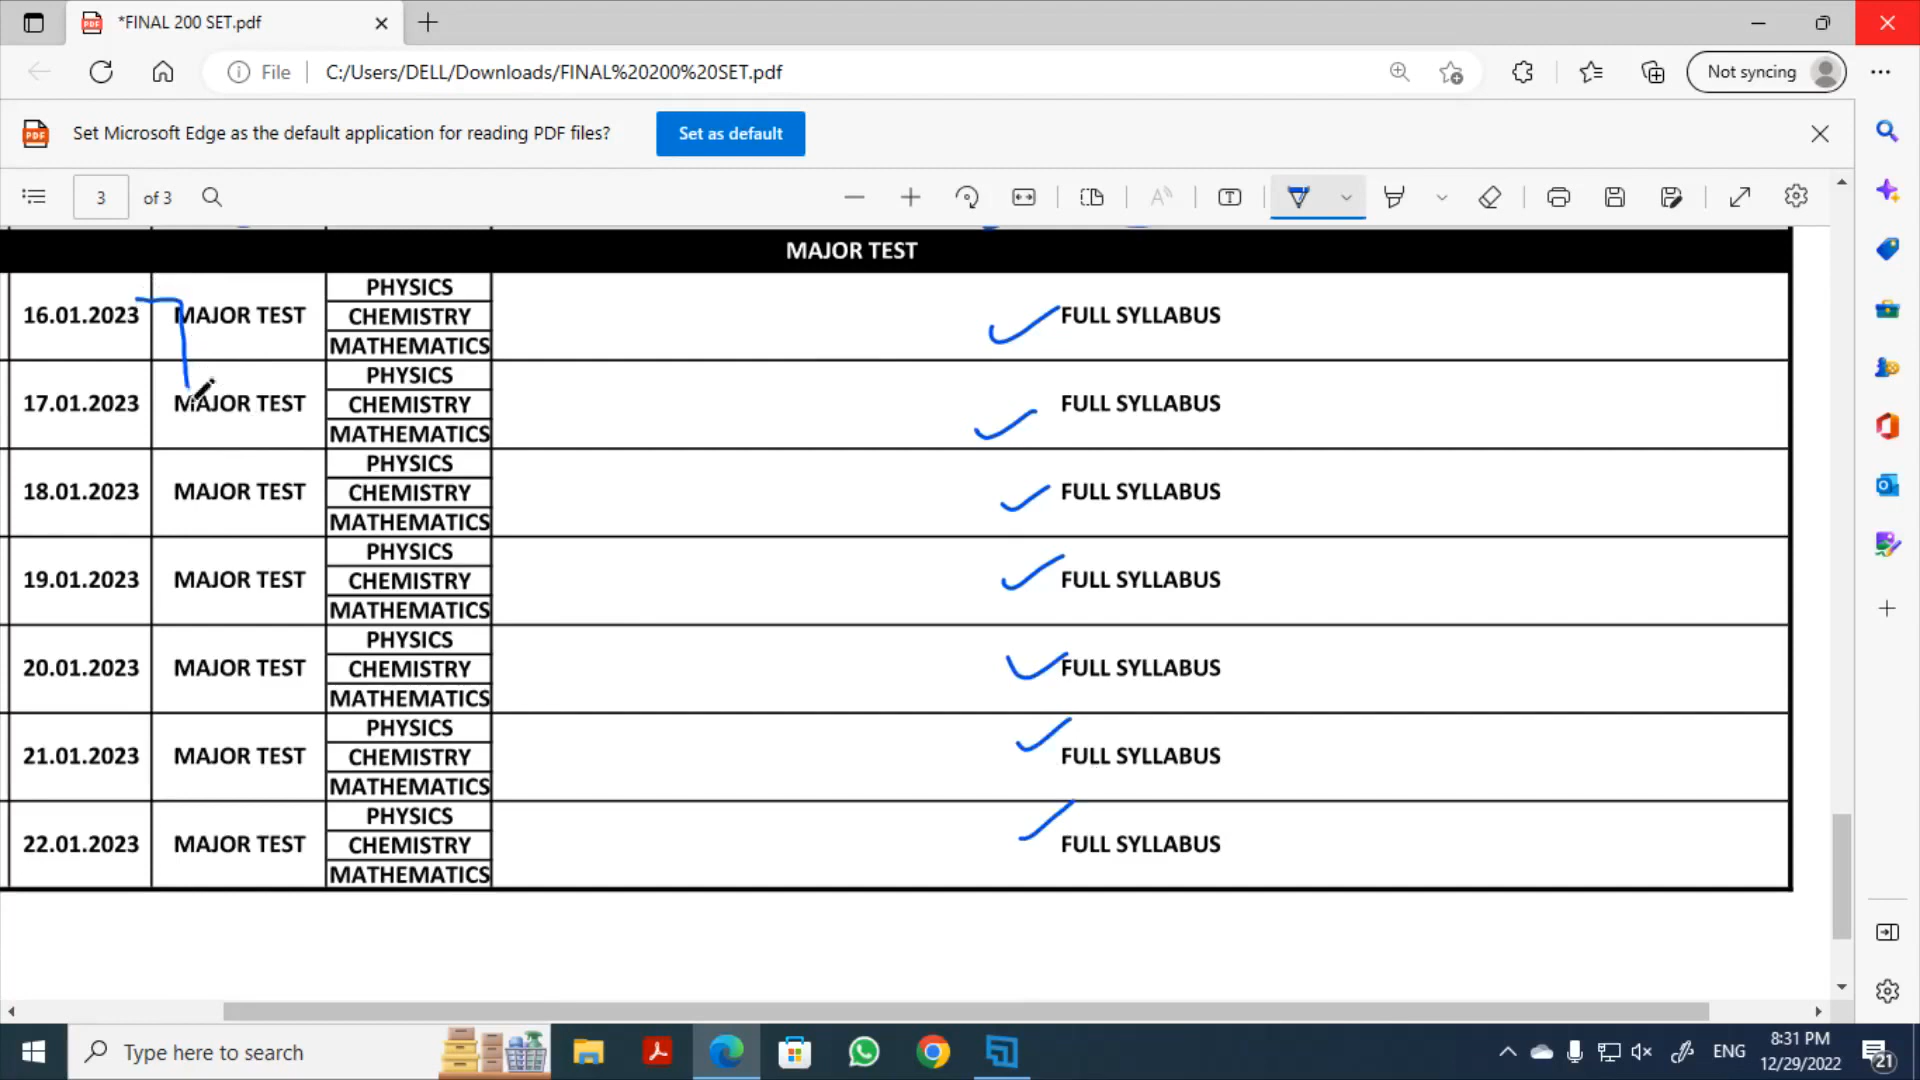 *FINAL 200 SET.pdf
File
C:/Users/DELL/Downloads/FINAL%20200%20SET.pdf
Not syncing
Set Microsoft Edge as the default application for reading PDF files?
Set as default
3 of 3
MAJOR TEST
16.01.2023 MAJOR TEST PHYSICS CHEMISTRY MATHEMATICS FULL SYLLABUS
17.01.2023 MAJOR TEST PHYSICS CHEMISTRY MATHEMATICS FULL SYLLABUS
18.01.2023 MAJOR TEST PHYSICS CHEMISTRY MATHEMATICS FULL SYLLABUS
19.01.2023 MAJOR TEST PHYSICS CHEMISTRY MATHEMATICS FULL SYLLABUS
20.01.2023 MAJOR TEST PHYSICS CHEMISTRY MATHEMATICS FULL SYLLABUS
21.01.2023 MAJOR TEST PHYSICS CHEMISTRY MATHEMATICS FULL SYLLABUS
22.01.2023 MAJOR TEST PHYSICS CHEMISTRY MATHEMATICS FULL SYLLABUS
Type here to search
ENG
8:31 PM
12/29/2022
21